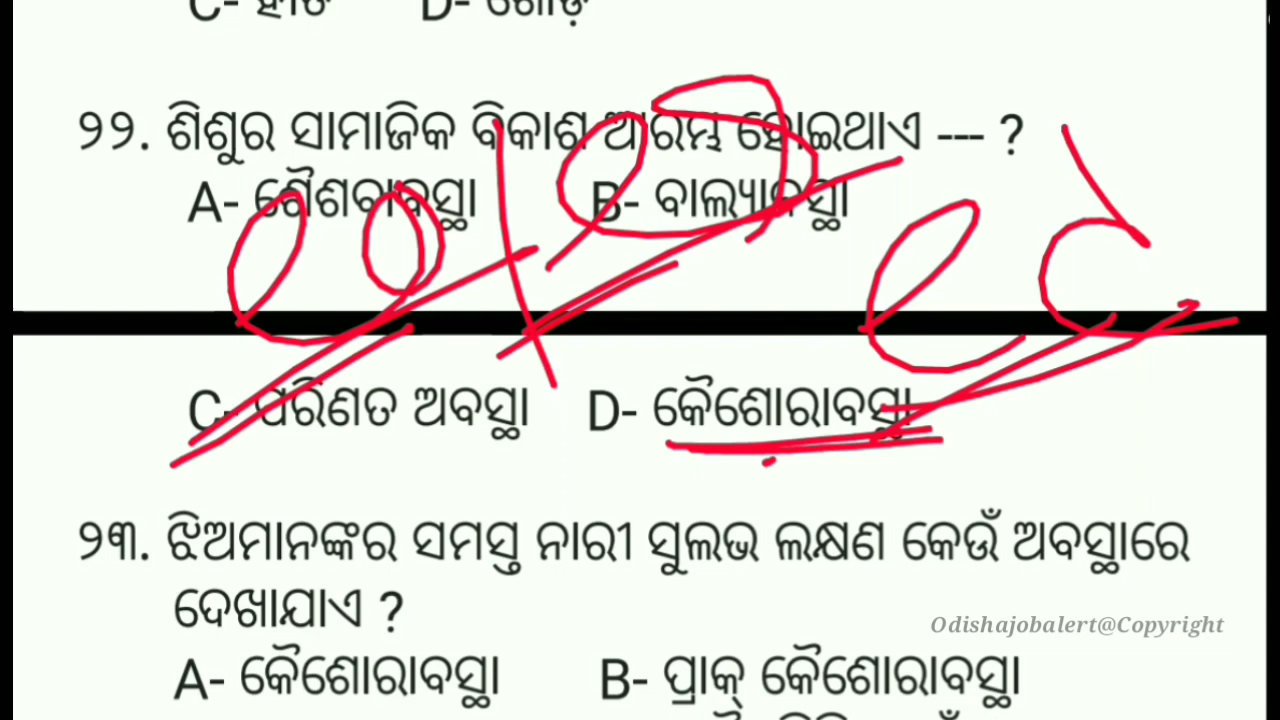 C- ହାତ D- ଗୋଡ଼
୨୨. ଶିଶୁର ସାମାଜିକ ବିକାଶ ଆରମ୍ଭ ହୋଇଥାଏ --- ?
A- ଶୈଶବାବସ୍ଥା B- ବାଲ୍ୟାବସ୍ଥା
C- ପରିଣତ ଅବସ୍ଥା D- କୈଶୋରାବସ୍ଥା
୨୩. ଝିଅମାନଙ୍କର ସମସ୍ତ ନାରୀ ସୁଲଭ ଲକ୍ଷଣ କେଉଁ ଅବସ୍ଥାରେ
ଦେଖାଯାଏ ?
Odishajobalert@Copyright
A- କୈଶୋରାବସ୍ଥା B- ପ୍ରାକ୍ କୈଶୋରାବସ୍ଥା